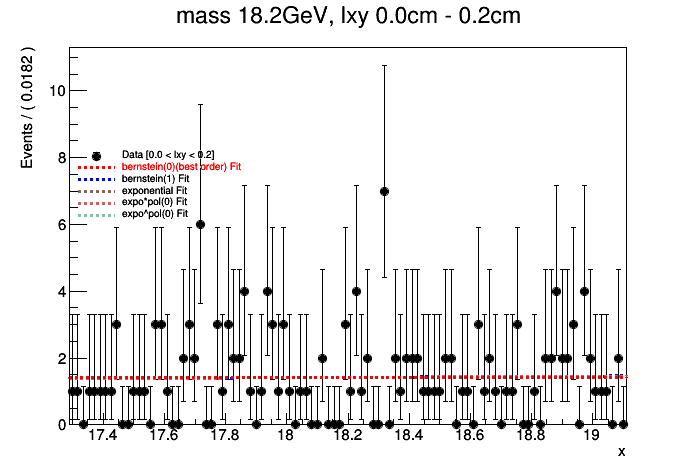 mass 18.2GeV, lxy 0.0cm - 0.2cm
Events / ( 0.0182 )
10
8
6
4
2
0
Data [0.0 < lxy < 0.2]
bernstein(0)(best order) Fit
bernstein(1) Fit
exponential Fit
expo*pol(0) Fit
expo^pol(0) Fit
17.4 17.6 17.8 18 18.2 18.4 18.6 18.8 19
x